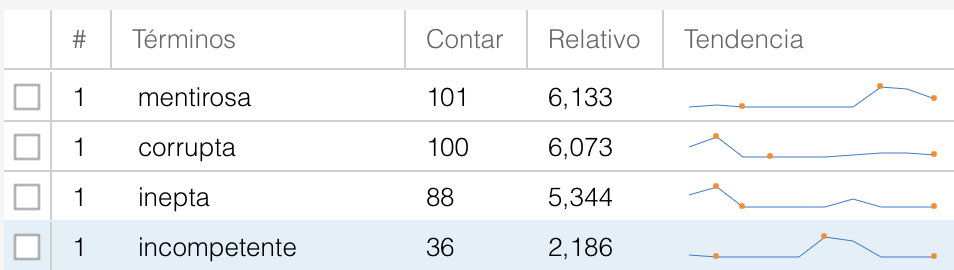 # Términos Contar Relativo Tendencia
1 mentirosa 101 6,133
1 corrupta 100 6,073
1 inepta 88 5,344
1 incompetente 36 2,186